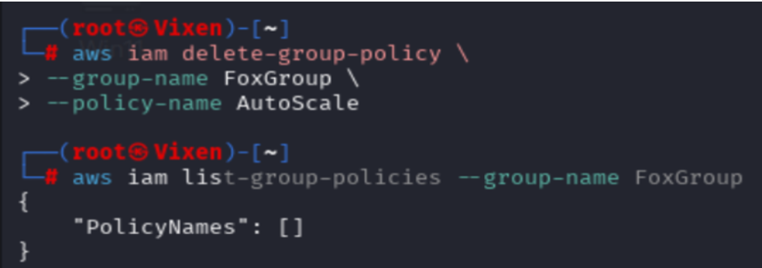 (root㉿Vixen)-[~]
# aws iam delete-group-policy \
> --group-name FoxGroup \
> --policy-name AutoScale
(root㉿Vixen)-[~]
# aws iam list-group-policies --group-name FoxGroup
{
    "PolicyNames": []
}